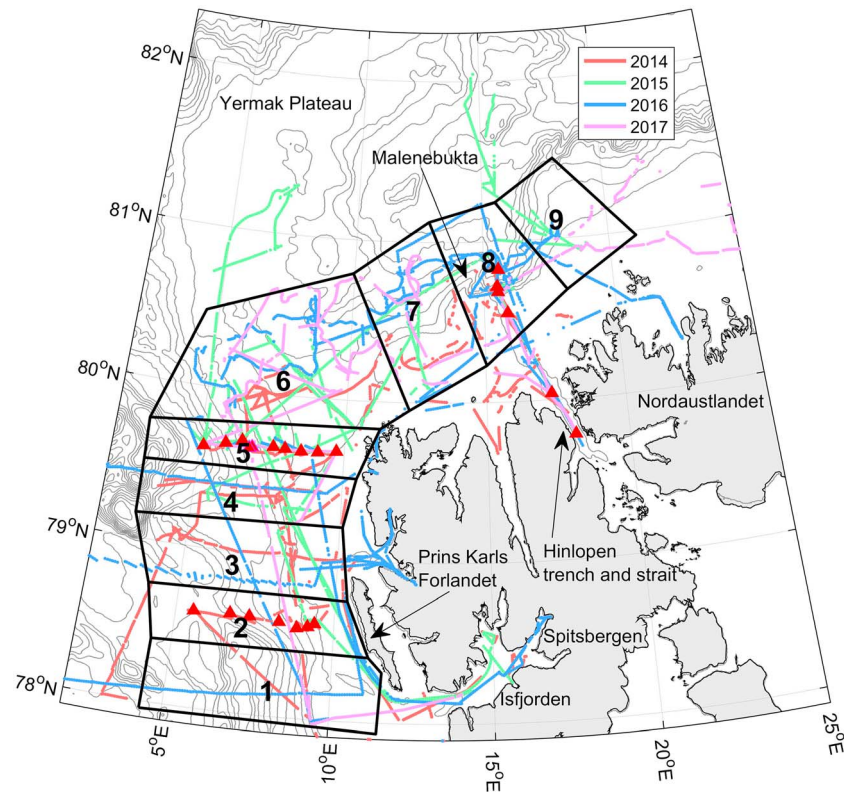 82°N
2014
2015
2016
2017
Yermak Plateau
Malenebukta
81°N
9
8
7
80°N
6
Nordaustlandet
5
4
79°N
3
Prins Karls
Forlandet
Hinlopen
trench and strait
2
Spitsbergen
78°N
1
Isfjorden
5°E
10°E
15°E
20°E
25°E